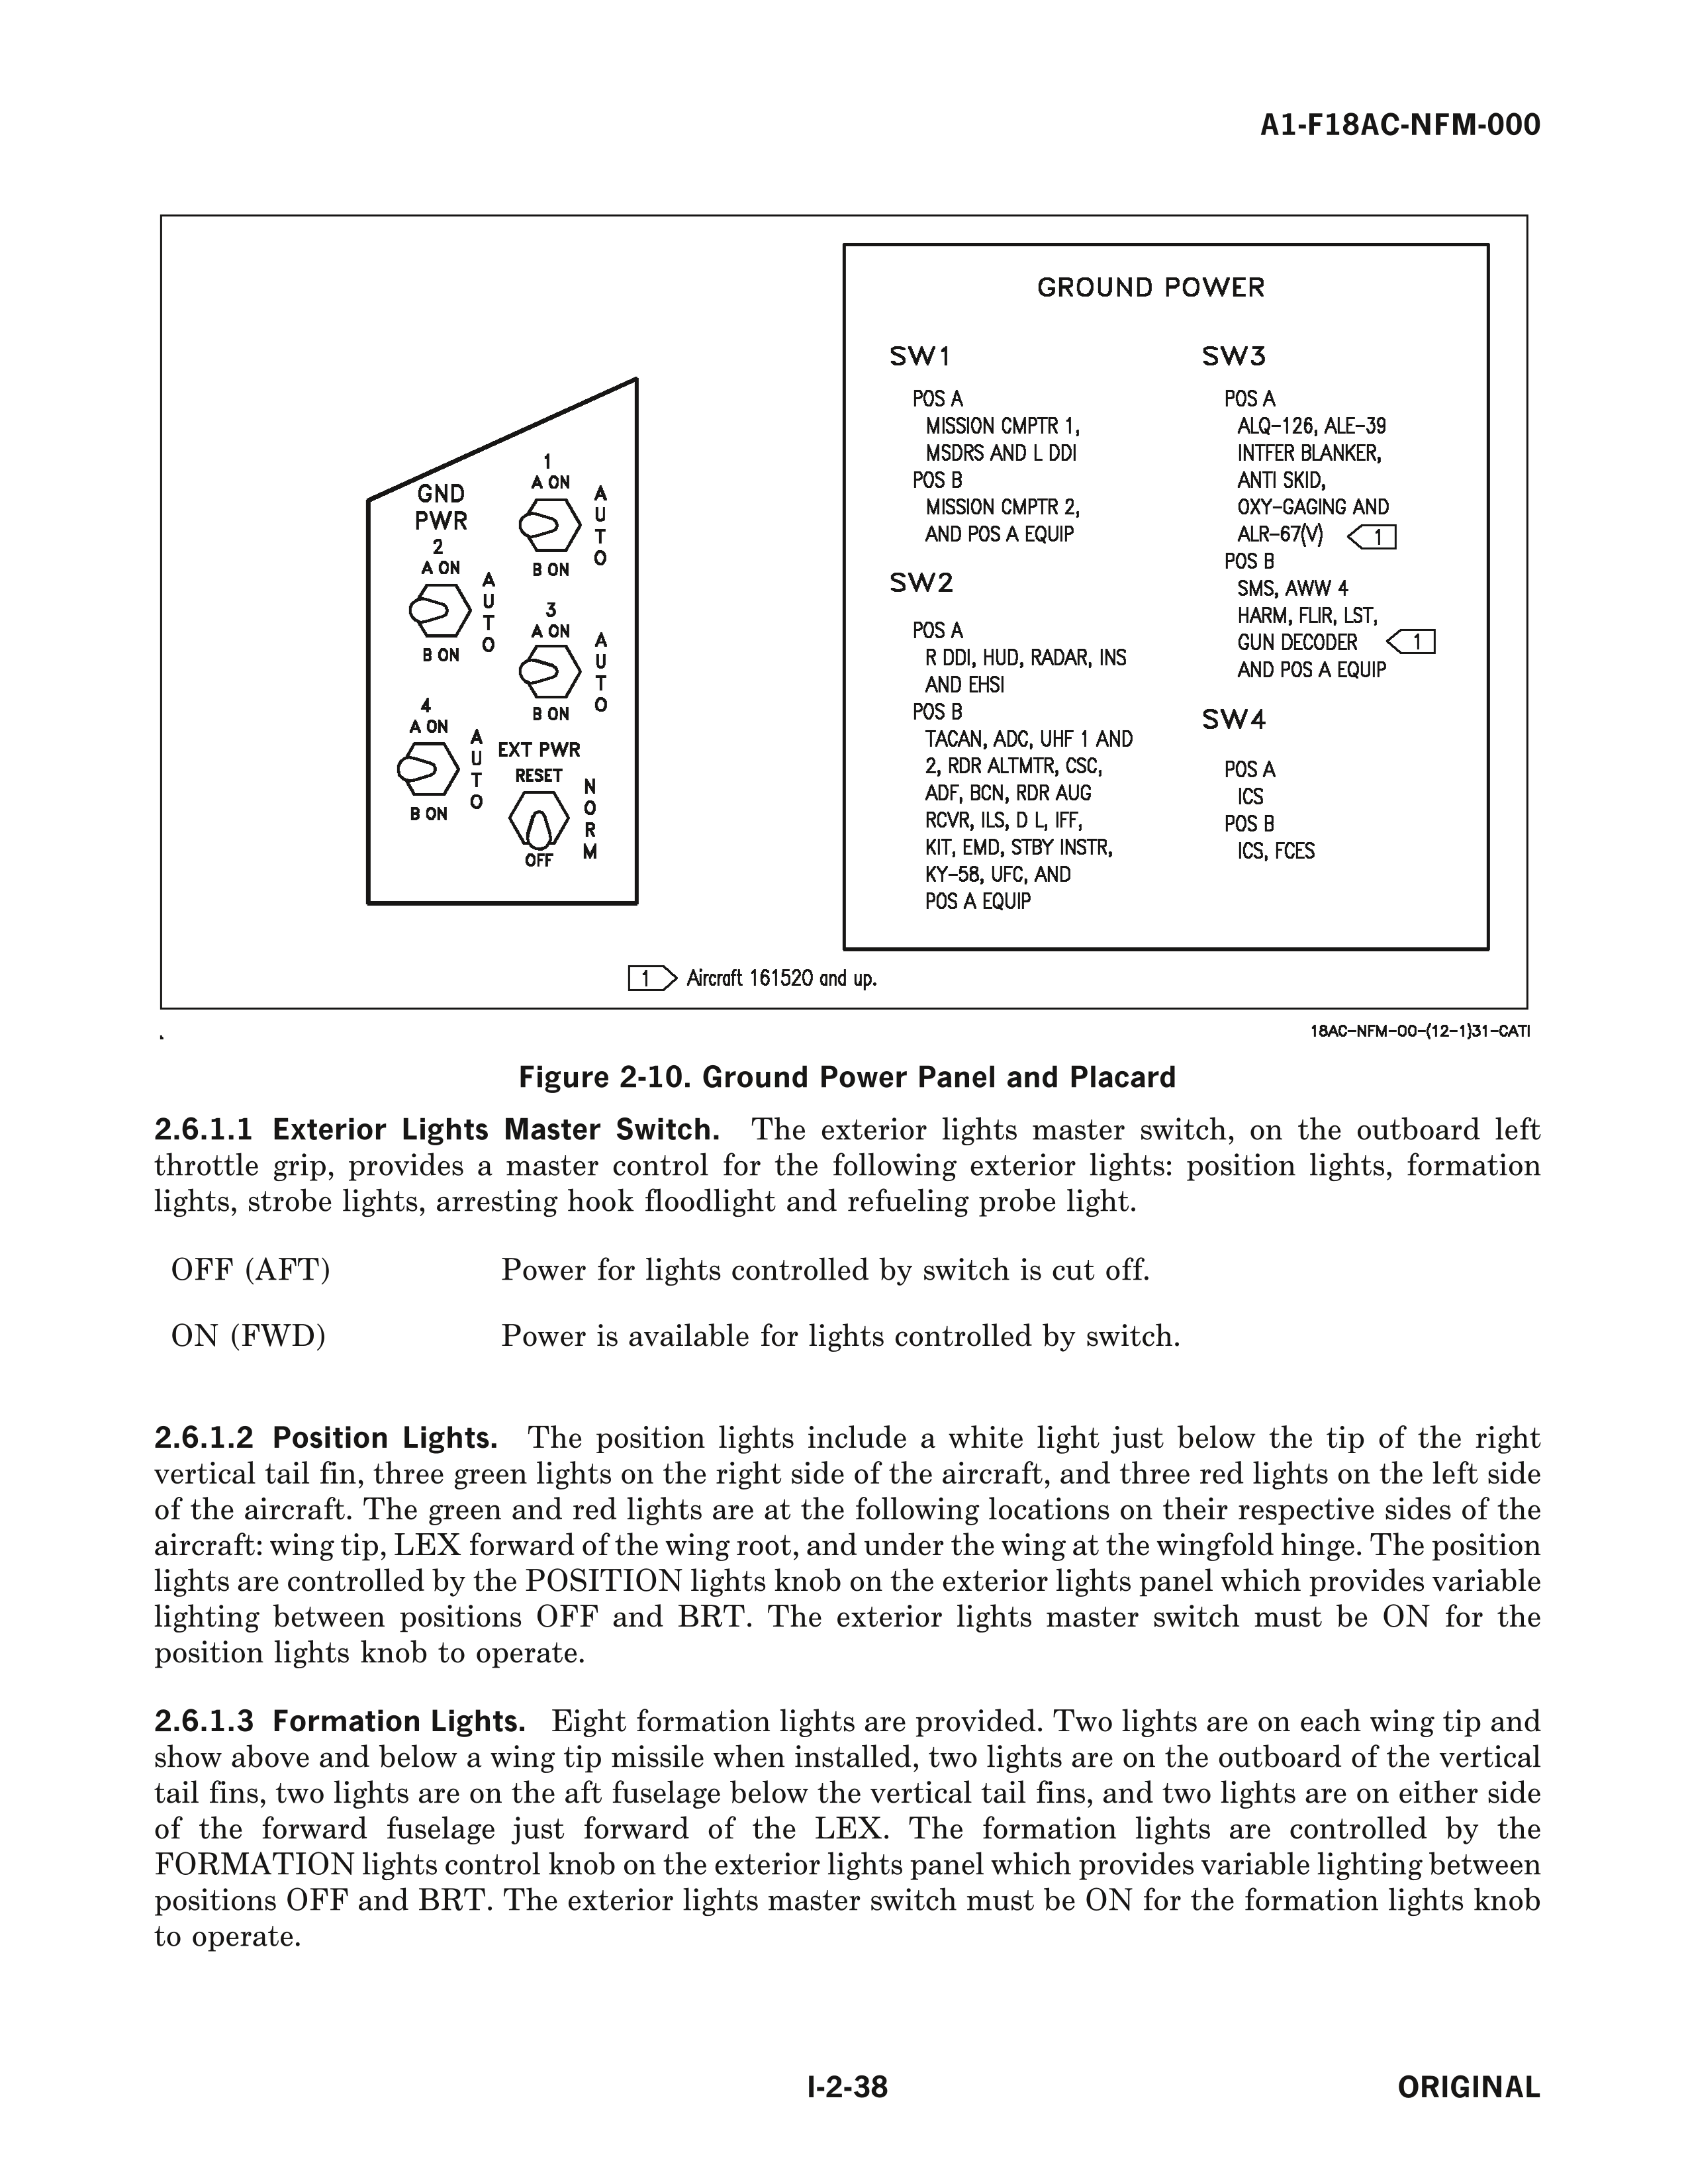 A1-F18AC-NFM-000
GND
PWR
1
A ON
B ON
AUTO
2
A ON
B ON
AUTO
3
A ON
B ON
AUTO
4
A ON
B ON
AUTO
EXT PWR
RESET
OFF
NORM
GROUND POWER
SW1
POS A
MISSION CMPTR 1,
MSDRS AND L DDI
POS B
MISSION CMPTR 2,
AND POS A EQUIP
SW2
POS A
R DDI, HUD, RADAR, INS
AND EHSI
POS B
TACAN, ADC, UHF 1 AND
2, RDR ALTMTR, CSC,
ADF, BCN, RDR AUG
RCVR, ILS, D L, IFF,
KIT, EMD, STBY INSTR,
KY-58, UFC, AND
POS A EQUIP
SW3
POS A
ALQ-126, ALE-39
INTFER BLANKER,
ANTI SKID,
OXY-GAGING AND
ALR-67(V) 1
POS B
SMS, AWW 4
HARM, FLIR, LST,
GUN DECODER 1
AND POS A EQUIP
SW4
POS A
ICS
POS B
ICS, FCES
1 Aircraft 161520 and up.
18AC-NFM-00-(12-1)31-CATI
Figure 2-10. Ground Power Panel and Placard
2.6.1.1 Exterior Lights Master Switch. The exterior lights master switch, on the outboard left
throttle grip, provides a master control for the following exterior lights: position lights, formation
lights, strobe lights, arresting hook floodlight and refueling probe light.
OFF (AFT) Power for lights controlled by switch is cut off.
ON (FWD) Power is available for lights controlled by switch.
2.6.1.2 Position Lights. The position lights include a white light just below the tip of the right
vertical tail fin, three green lights on the right side of the aircraft, and three red lights on the left side
of the aircraft. The green and red lights are at the following locations on their respective sides of the
aircraft: wing tip, LEX forward of the wing root, and under the wing at the wingfold hinge. The position
lights are controlled by the POSITION lights knob on the exterior lights panel which provides variable
lighting between positions OFF and BRT. The exterior lights master switch must be ON for the
position lights knob to operate.
2.6.1.3 Formation Lights. Eight formation lights are provided. Two lights are on each wing tip and
show above and below a wing tip missile when installed, two lights are on the outboard of the vertical
tail fins, two lights are on the aft fuselage below the vertical tail fins, and two lights are on either side
of the forward fuselage just forward of the LEX. The formation lights are controlled by the
FORMATION lights control knob on the exterior lights panel which provides variable lighting between
positions OFF and BRT. The exterior lights master switch must be ON for the formation lights knob
to operate.
I-2-38
ORIGINAL